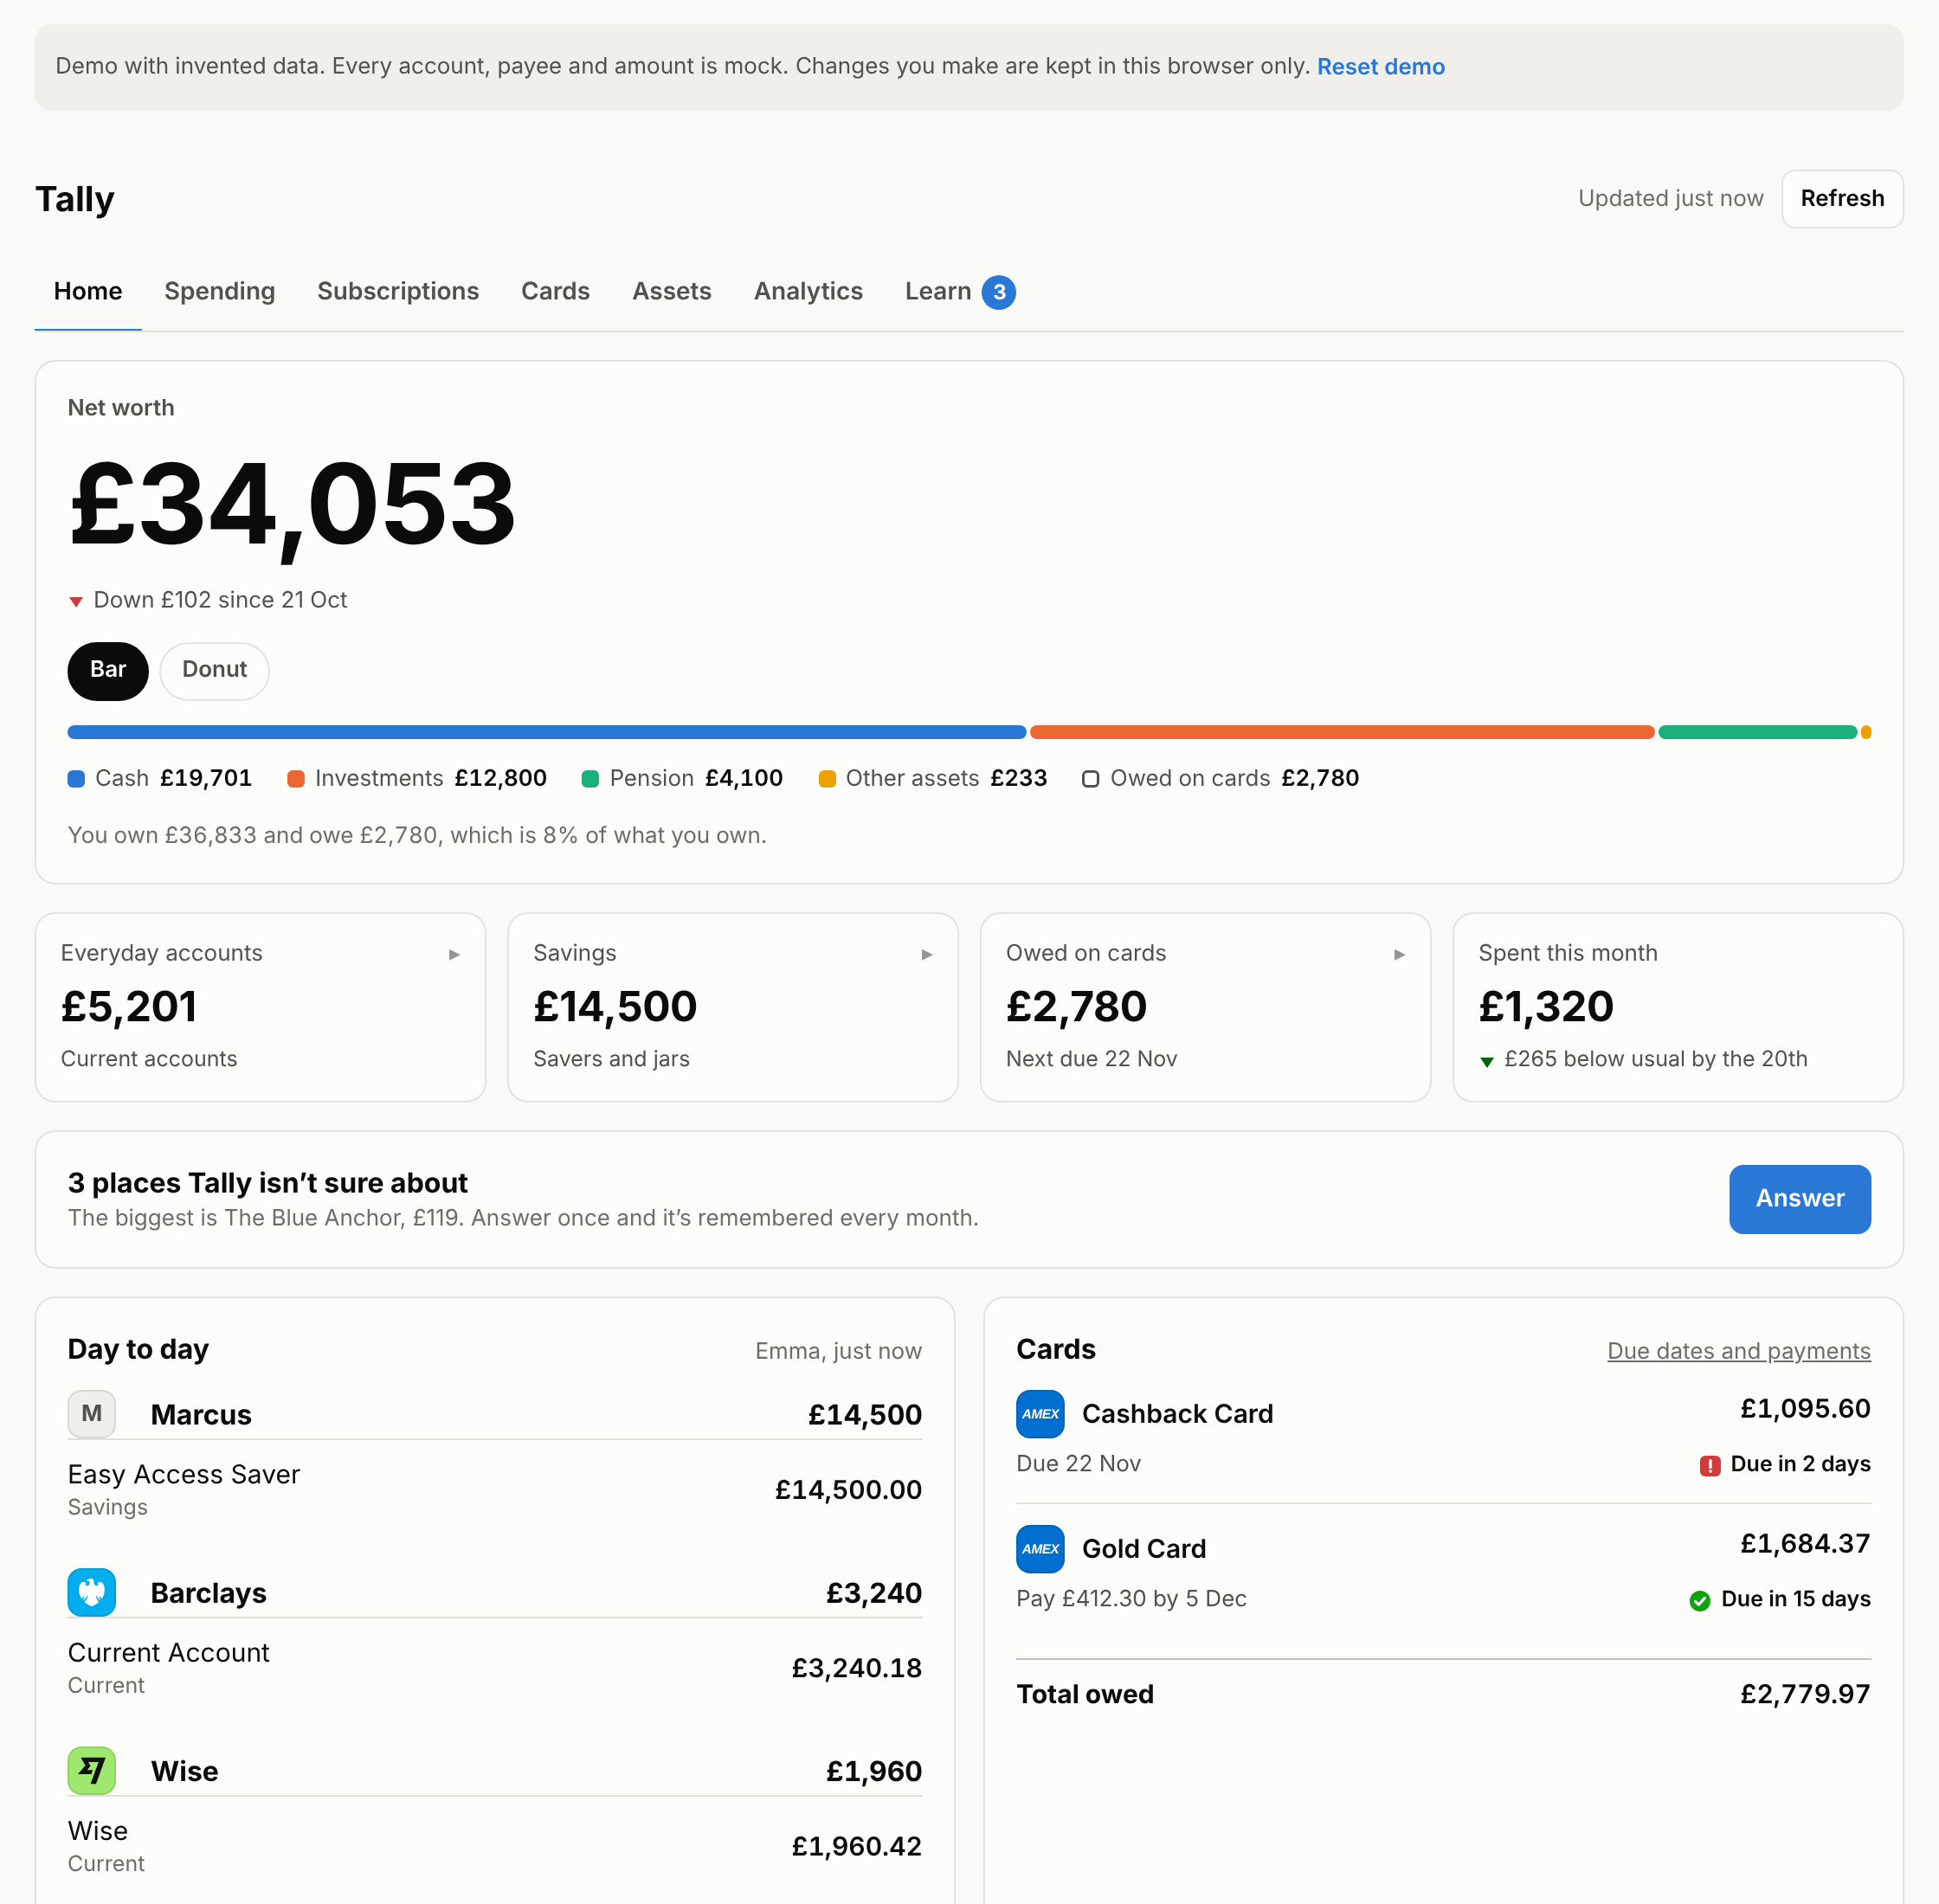 Demo with invented data. Every account, payee and amount is mock. Changes you make are kept in this browser only. Reset demo
Tally
Updated just now
Refresh
Home Spending Subscriptions Cards Assets Analytics Learn 3
Net worth
£34,053
Down £102 since 21 Oct
Bar Donut
Cash £19,701 Investments £12,800 Pension £4,100 Other assets £233 Owed on cards £2,780
You own £36,833 and owe £2,780, which is 8% of what you own.
Everyday accounts
£5,201
Current accounts
Savings
£14,500
Savers and jars
Owed on cards
£2,780
Next due 22 Nov
Spent this month
£1,320
£265 below usual by the 20th
3 places Tally isn’t sure about
The biggest is The Blue Anchor, £119. Answer once and it’s remembered every month.
Answer
Day to day Emma, just now
M Marcus £14,500
Easy Access Saver
Savings
£14,500.00
Barclays £3,240
Current Account
Current
£3,240.18
Wise £1,960
Wise
Current
£1,960.42
Cards Due dates and payments
AMEX Cashback Card £1,095.60
Due 22 Nov ! Due in 2 days
AMEX Gold Card £1,684.37
Pay £412.30 by 5 Dec Due in 15 days
Total owed £2,779.97